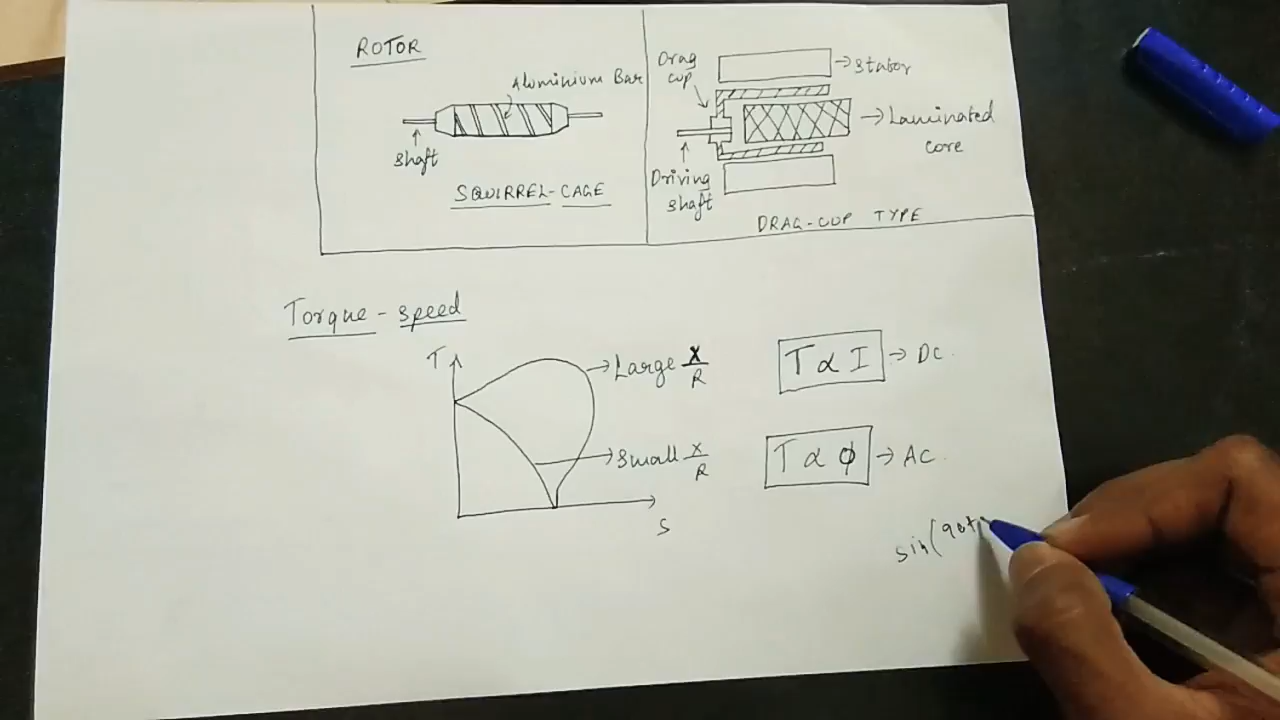 ROTOR
Aluminium Bar
shaft
SQUIRREL-CAGE
Drag
cup
stator
Laminated
core
Driving
shaft
DRAG-CUP TYPE
Torque - speed
T
Large X/R
Small X/R
S
T α I → DC
T α ϕ → AC
sin(90+